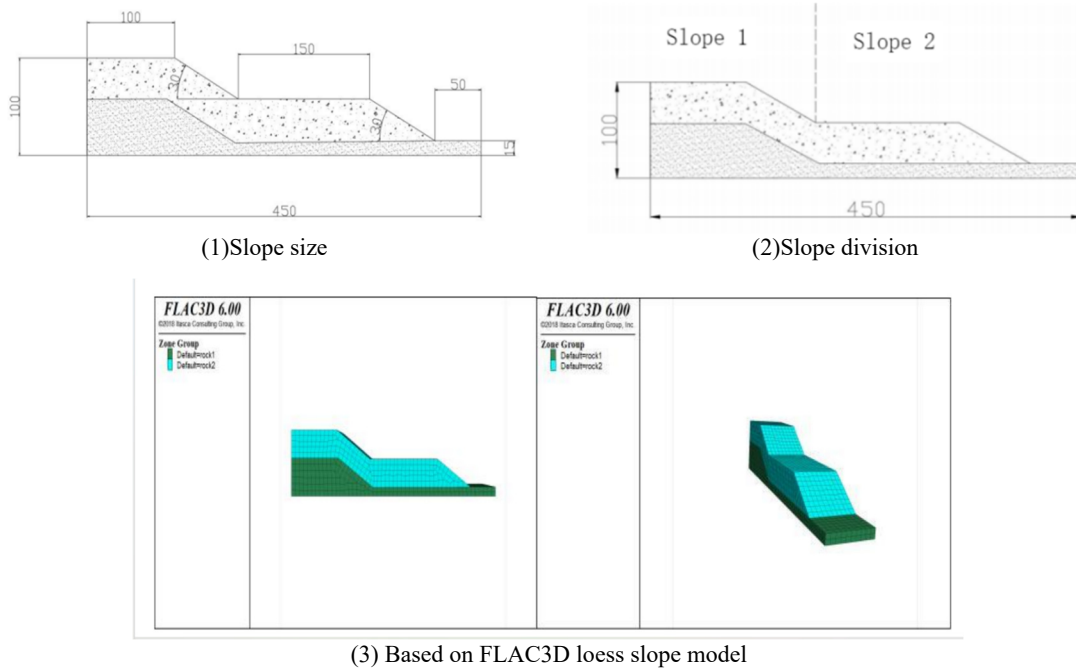 100
150
50
30°
30°
100
15
450
(1)Slope size
Slope 1
Slope 2
100
450
(2)Slope division
FLAC3D 6.00
©2018 Itasca Consulting Group, Inc.
Zone Group
Default=rock1
Default=rock2
FLAC3D 6.00
©2018 Itasca Consulting Group, Inc.
Zone Group
Default=rock1
Default=rock2
(3) Based on FLAC3D loess slope model